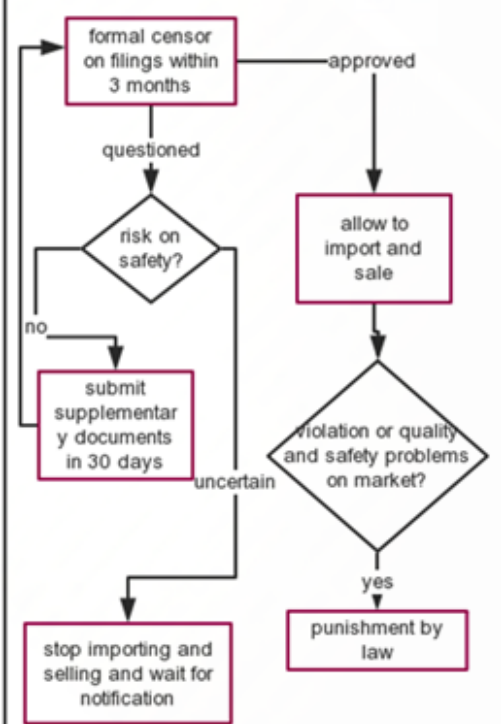 formal censor
on filings within
3 months
approved
questioned
risk on
safety?
allow to
import and
sale
no
submit
supplementar
y documents
in 30 days
violation or quality
and safety problems
on market?
uncertain
yes
stop importing and
selling and wait for
notification
punishment by
law